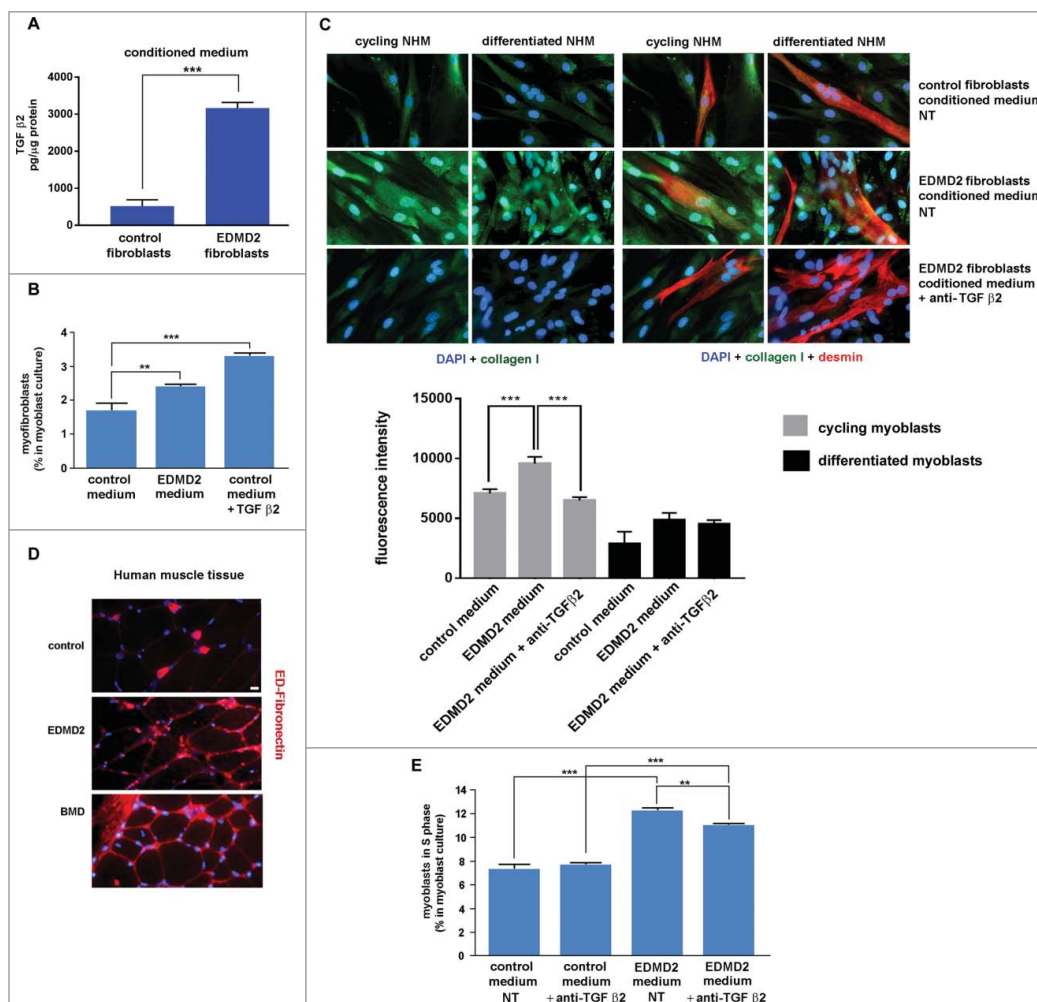 A
conditioned medium
***
TGF β2
pg/μg protein
4000
3000
2000
1000
0
control
fibroblasts
EDMD2
fibroblasts
B
myofibroblasts
(% in myoblast culture)
4
3
2
1
0
***
**
control
medium
EDMD2
medium
control
medium
+ TGF β2
D
Human muscle tissue
control
EDMD2
BMD
ED-Fibronectin
C
cycling NHM
differentiated NHM
cycling NHM
differentiated NHM
control fibroblasts
conditioned medium
NT
EDMD2 fibroblasts
conditioned medium
NT
EDMD2 fibroblasts
coditioned medium
+ anti-TGF β2
DAPI + collagen I
DAPI + collagen I + desmin
fluorescence intensity
15000
10000
5000
0
***
***
control medium
EDMD2 medium
EDMD2 medium + anti-TGFβ2
control medium
EDMD2 medium
EDMD2 medium + anti-TGFβ2
cycling myoblasts
differentiated myoblasts
E
myoblasts in S phase
(% in myoblast culture)
14
12
10
8
6
4
2
0
***
***
**
control
medium
NT
control
medium
+ anti-TGF β2
EDMD2
medium
NT
EDMD2
medium
+ anti-TGF β2